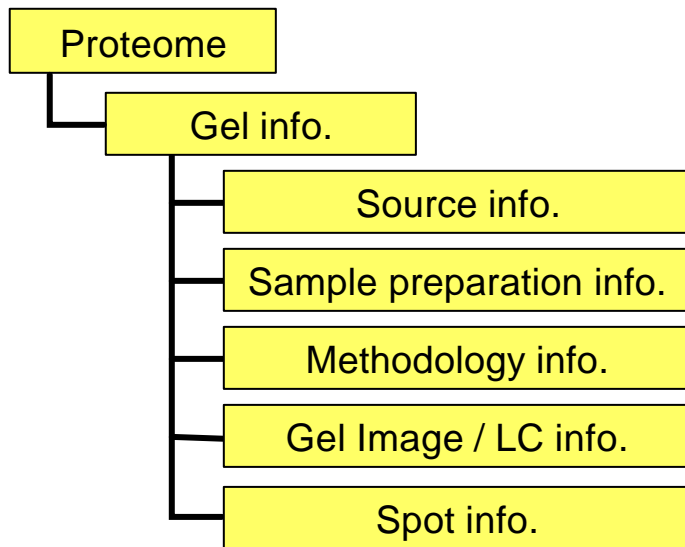 Proteome
Gel info.
Source info.
Sample preparation info.
Methodology info.
Gel Image / LC info.
Spot info.